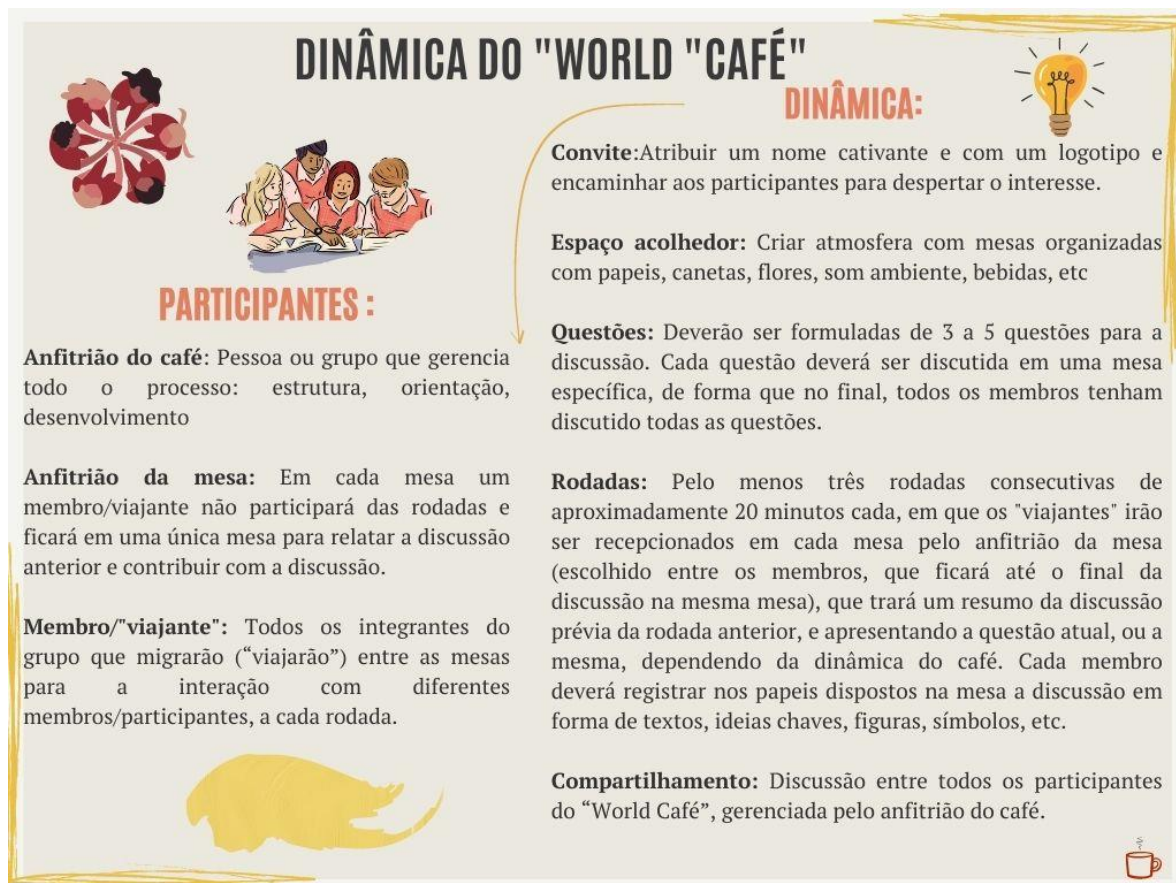 DINÂMICA DO "WORLD "CAFÉ"
PARTICIPANTES :
Anfitrião do café: Pessoa ou grupo que gerencia
todo o processo: estrutura, orientação,
desenvolvimento
Anfitrião da mesa: Em cada mesa um
membro/viajante não participará das rodadas e
ficará em uma única mesa para relatar a discussão
anterior e contribuir com a discussão.
Membro/"viajante": Todos os integrantes do
grupo que migrarão (“viajarão”) entre as mesas
para a interação com diferentes
membros/participantes, a cada rodada.
DINÂMICA:
Convite:Atribuir um nome cativante e com um logotipo e
encaminhar aos participantes para despertar o interesse.
Espaço acolhedor: Criar atmosfera com mesas organizadas
com papeis, canetas, flores, som ambiente, bebidas, etc
Questões: Deverão ser formuladas de 3 a 5 questões para a
discussão. Cada questão deverá ser discutida em uma mesa
específica, de forma que no final, todos os membros tenham
discutido todas as questões.
Rodadas: Pelo menos três rodadas consecutivas de
aproximadamente 20 minutos cada, em que os "viajantes" irão
ser recepcionados em cada mesa pelo anfitrião da mesa
(escolhido entre os membros, que ficará até o final da
discussão na mesma mesa), que trará um resumo da discussão
prévia da rodada anterior, e apresentando a questão atual, ou a
mesma, dependendo da dinâmica do café. Cada membro
deverá registrar nos papeis dispostos na mesa a discussão em
forma de textos, ideias chaves, figuras, símbolos, etc.
Compartilhamento: Discussão entre todos os participantes
do “World Café”, gerenciada pelo anfitrião do café.